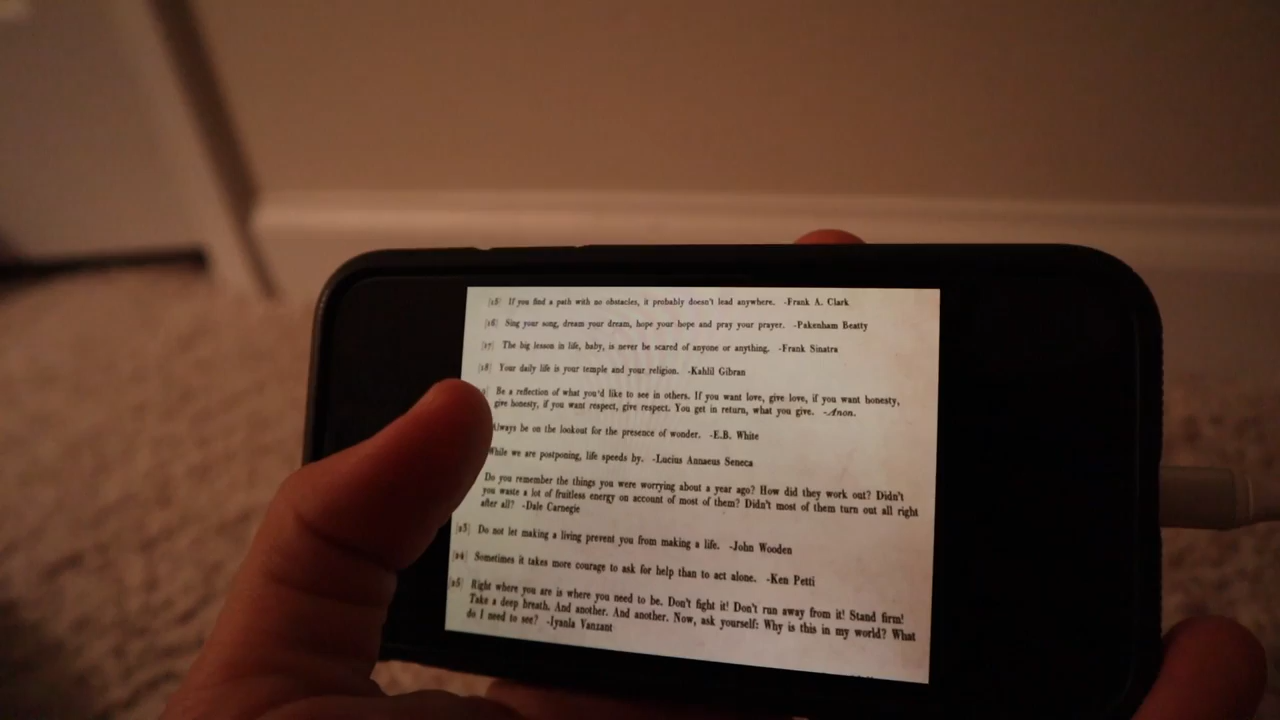 [15] If you find a path with no obstacles, it probably doesn't lead anywhere. -Frank A. Clark
[16] Sing your song, dream your dream, hope your hope and pray your prayer. -Pakenham Beatty
[17] The big lesson in life, baby, is never be scared of anyone or anything. -Frank Sinatra
[18] Your daily life is your temple and your religion. -Kahlil Gibran
Be a reflection of what you'd like to see in others. If you want love, give love, if you want honesty,
give honesty, if you want respect, give respect. You get in return, what you give. -Anon.
Always be on the lookout for the presence of wonder. -E.B. White
While we are postponing, life speeds by. -Lucius Annaeus Seneca
Do you remember the things you were worrying about a year ago? How did they work out? Didn't
you waste a lot of fruitless energy on account of most of them? Didn't most of them turn out all right
after all? -Dale Carnegie
[23] Do not let making a living prevent you from making a life. -John Wooden
[24] Sometimes it takes more courage to ask for help than to act alone. -Ken Petti
[25] Right where you are is where you need to be. Don't fight it! Don't run away from it! Stand firm!
Take a deep breath. And another. And another. Now, ask yourself: Why is this in my world? What
do I need to see? -Iyanla Vanzant